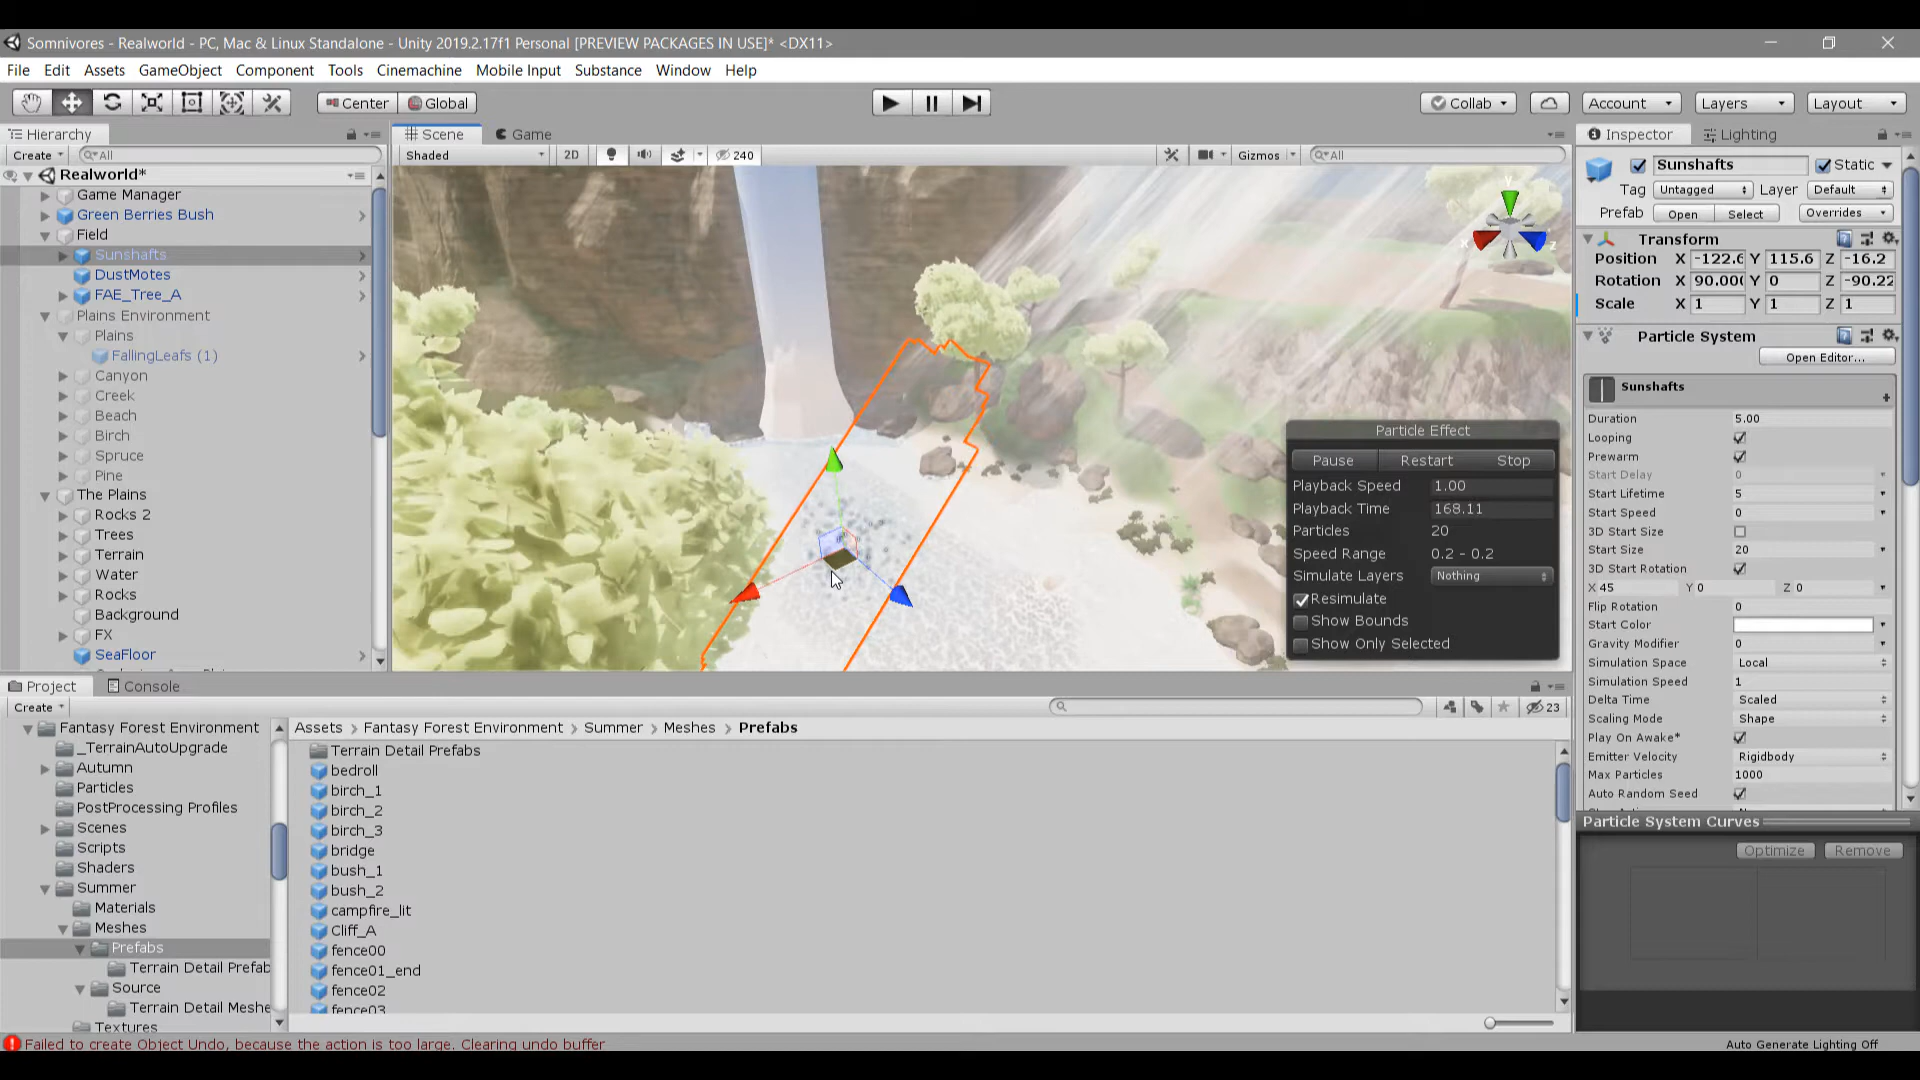 Somnivores - Realworld - PC, Mac & Linux Standalone - Unity 2019.2.17f1 Personal [PREVIEW PACKAGES IN USE]* <DX11>
File Edit Assets GameObject Component Tools Cinemachine Mobile Input Substance Window Help
Center Global Collab Account Layers Layout
Hierarchy
Create All
Realworld*
Game Manager
Green Berries Bush
Field
Sunshafts
DustMotes
FAE_Tree_A
Plains Environment
Plains
FallingLeafs (1)
Canyon
Creek
Beach
Birch
Spruce
Pine
The Plains
Rocks 2
Trees
Terrain
Water
Rocks
Background
FX
SeaFloor
Scene Game
Shaded 2D 240 Gizmos All
Y
X
Z
Particle Effect
Pause Restart Stop
Playback Speed 1.00
Playback Time 168.11
Particles 20
Speed Range 0.2 - 0.2
Simulate Layers Nothing
Resimulate
Show Bounds
Show Only Selected
Inspector Lighting
Sunshafts Static
Tag Untagged Layer Default
Prefab Open Select Overrides
Transform
Position X -122.6 Y 115.6 Z -16.2
Rotation X 90.00 Y 0 Z -90.22
Scale X 1 Y 1 Z 1
Particle System
Open Editor...
Sunshafts
Duration 5.00
Looping
Prewarm
Start Delay 0
Start Lifetime 5
Start Speed 0
3D Start Size
Start Size 20
3D Start Rotation
X 45 Y 0 Z 0
Flip Rotation 0
Start Color
Gravity Modifier 0
Simulation Space Local
Simulation Speed 1
Delta Time Scaled
Scaling Mode Shape
Play On Awake*
Emitter Velocity Rigidbody
Max Particles 1000
Auto Random Seed
Particle System Curves
Optimize Remove
Project Console
Create 23
Fantasy Forest Environment
_TerrainAutoUpgrade
Autumn
Particles
PostProcessing Profiles
Scenes
Scripts
Shaders
Summer
Materials
Meshes
Prefabs
Terrain Detail Prefab
Source
Terrain Detail Meshe
Textures
Assets > Fantasy Forest Environment > Summer > Meshes > Prefabs
Terrain Detail Prefabs
bedroll
birch_1
birch_2
birch_3
bridge
bush_1
bush_2
campfire_lit
Cliff_A
fence00
fence01_end
fence02
fence03
Failed to create Object Undo, because the action is too large. Clearing undo buffer
Auto Generate Lighting Off